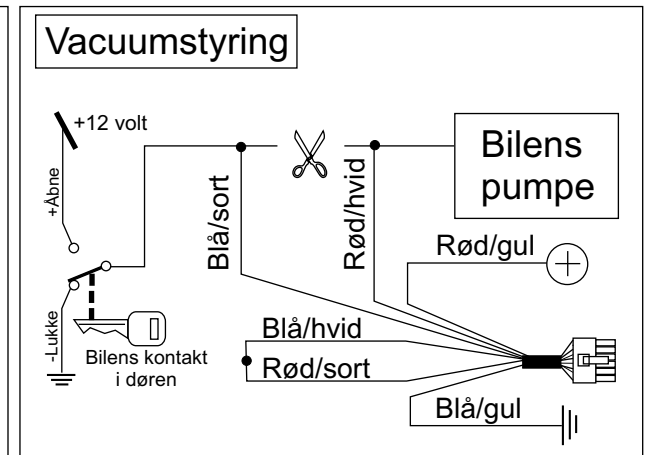 Vacuumstyring
+12 volt
+Åbne
-Lukke
Bilens kontakt
i døren
Blå/sort
Rød/hvid
Bilens
pumpe
Rød/gul
Blå/hvid
Rød/sort
Blå/gul